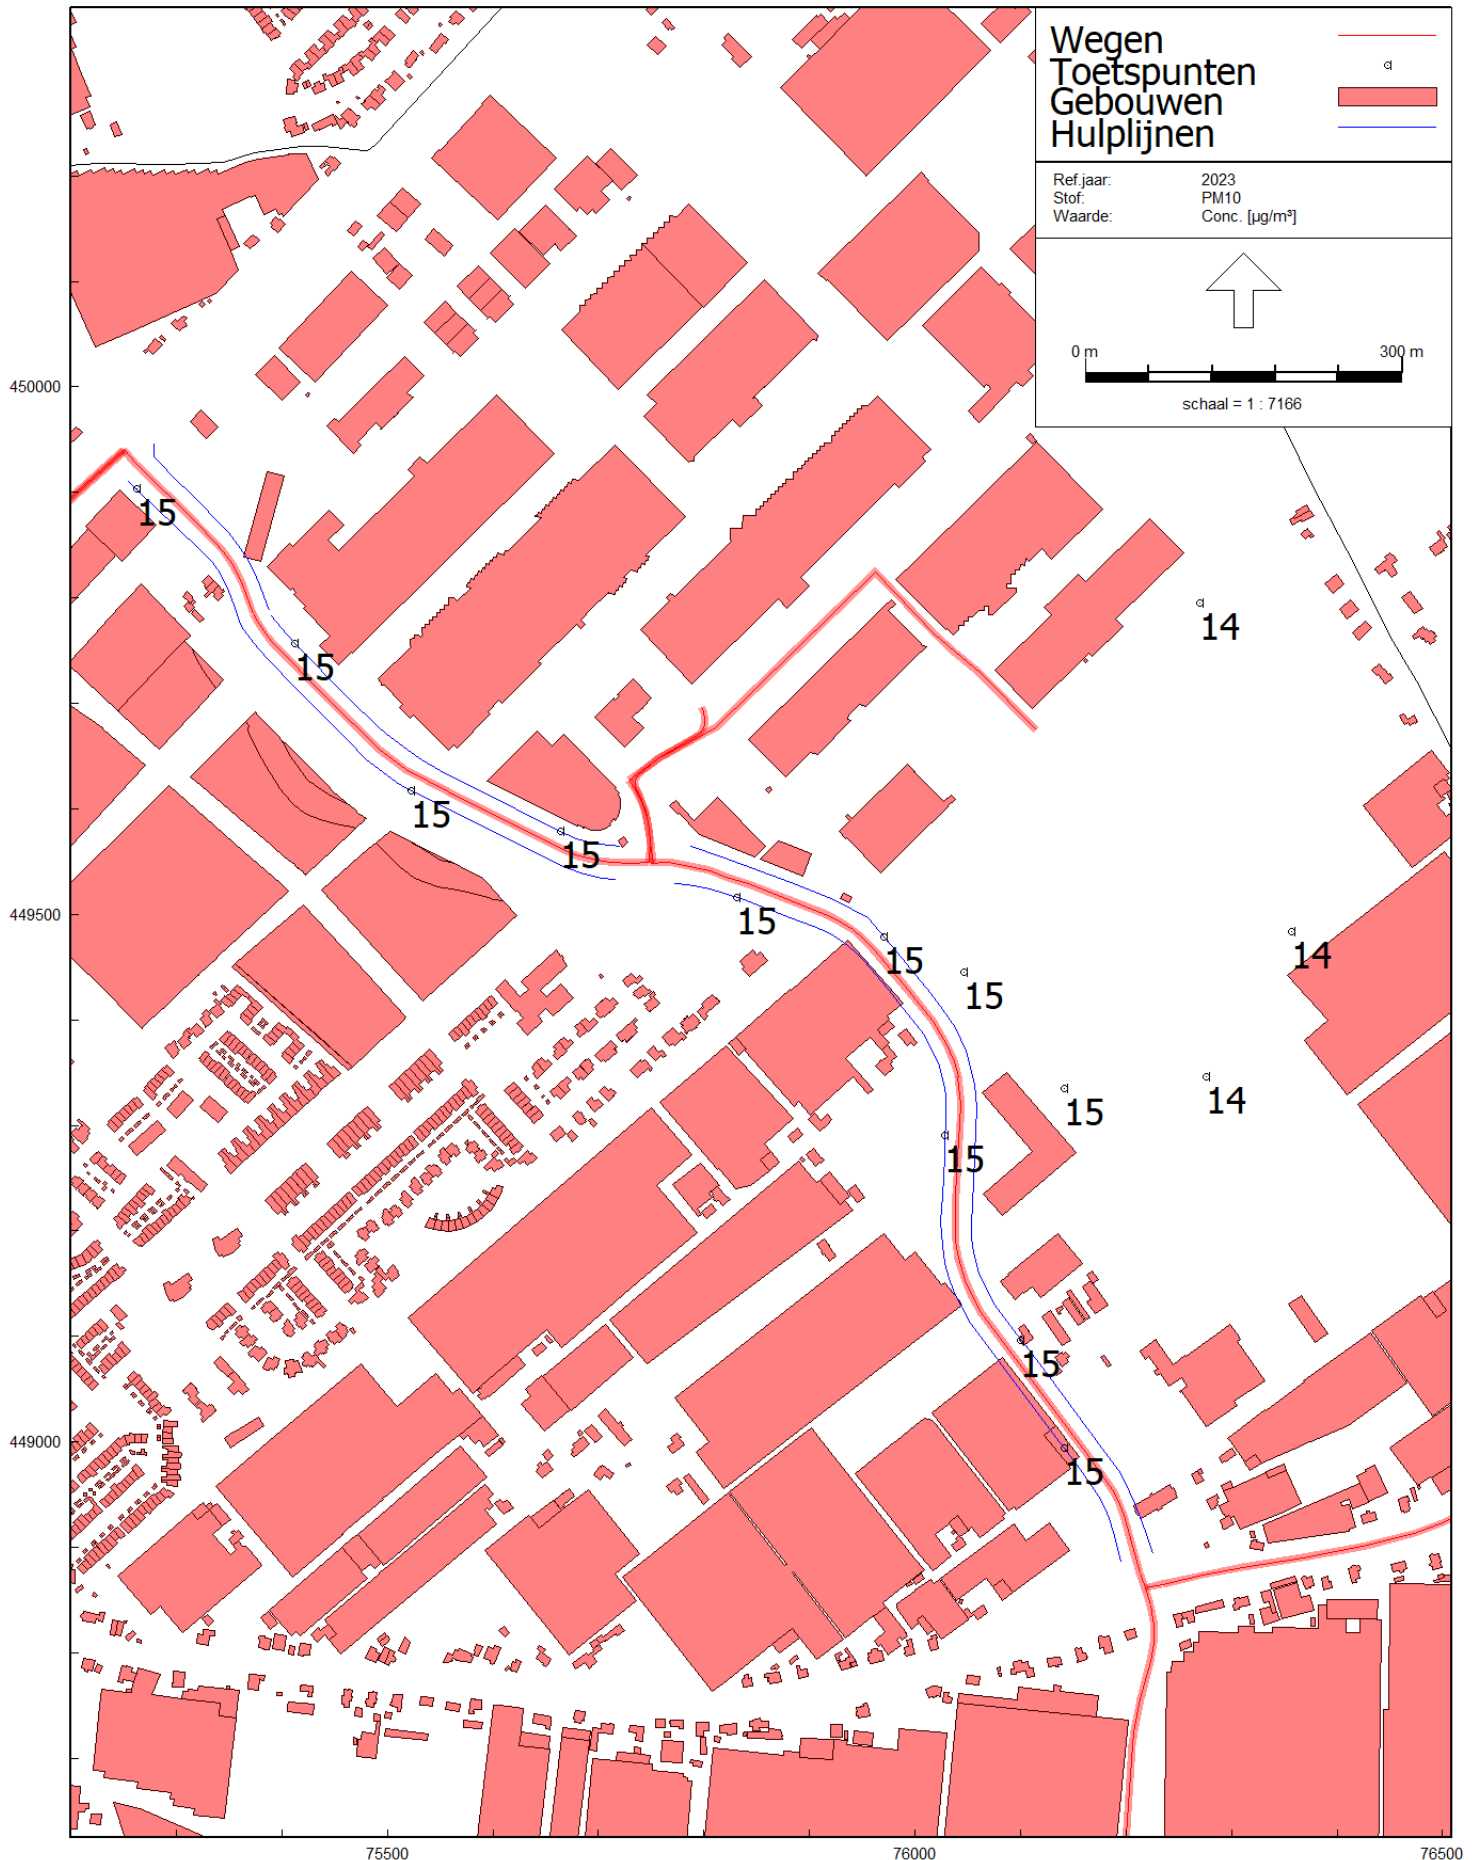 Wegen
Toetspunten
Gebouwen
Hulplijnen
Ref.jaar: 2023
Stof: PM10
Waarde: Conc. [µg/m³]
0 m 300 m
schaal = 1 : 7166
450000
15
14
15
15
15
449500
15
14
15
15
15
14
15
15
449000
15
75500 76000 76500